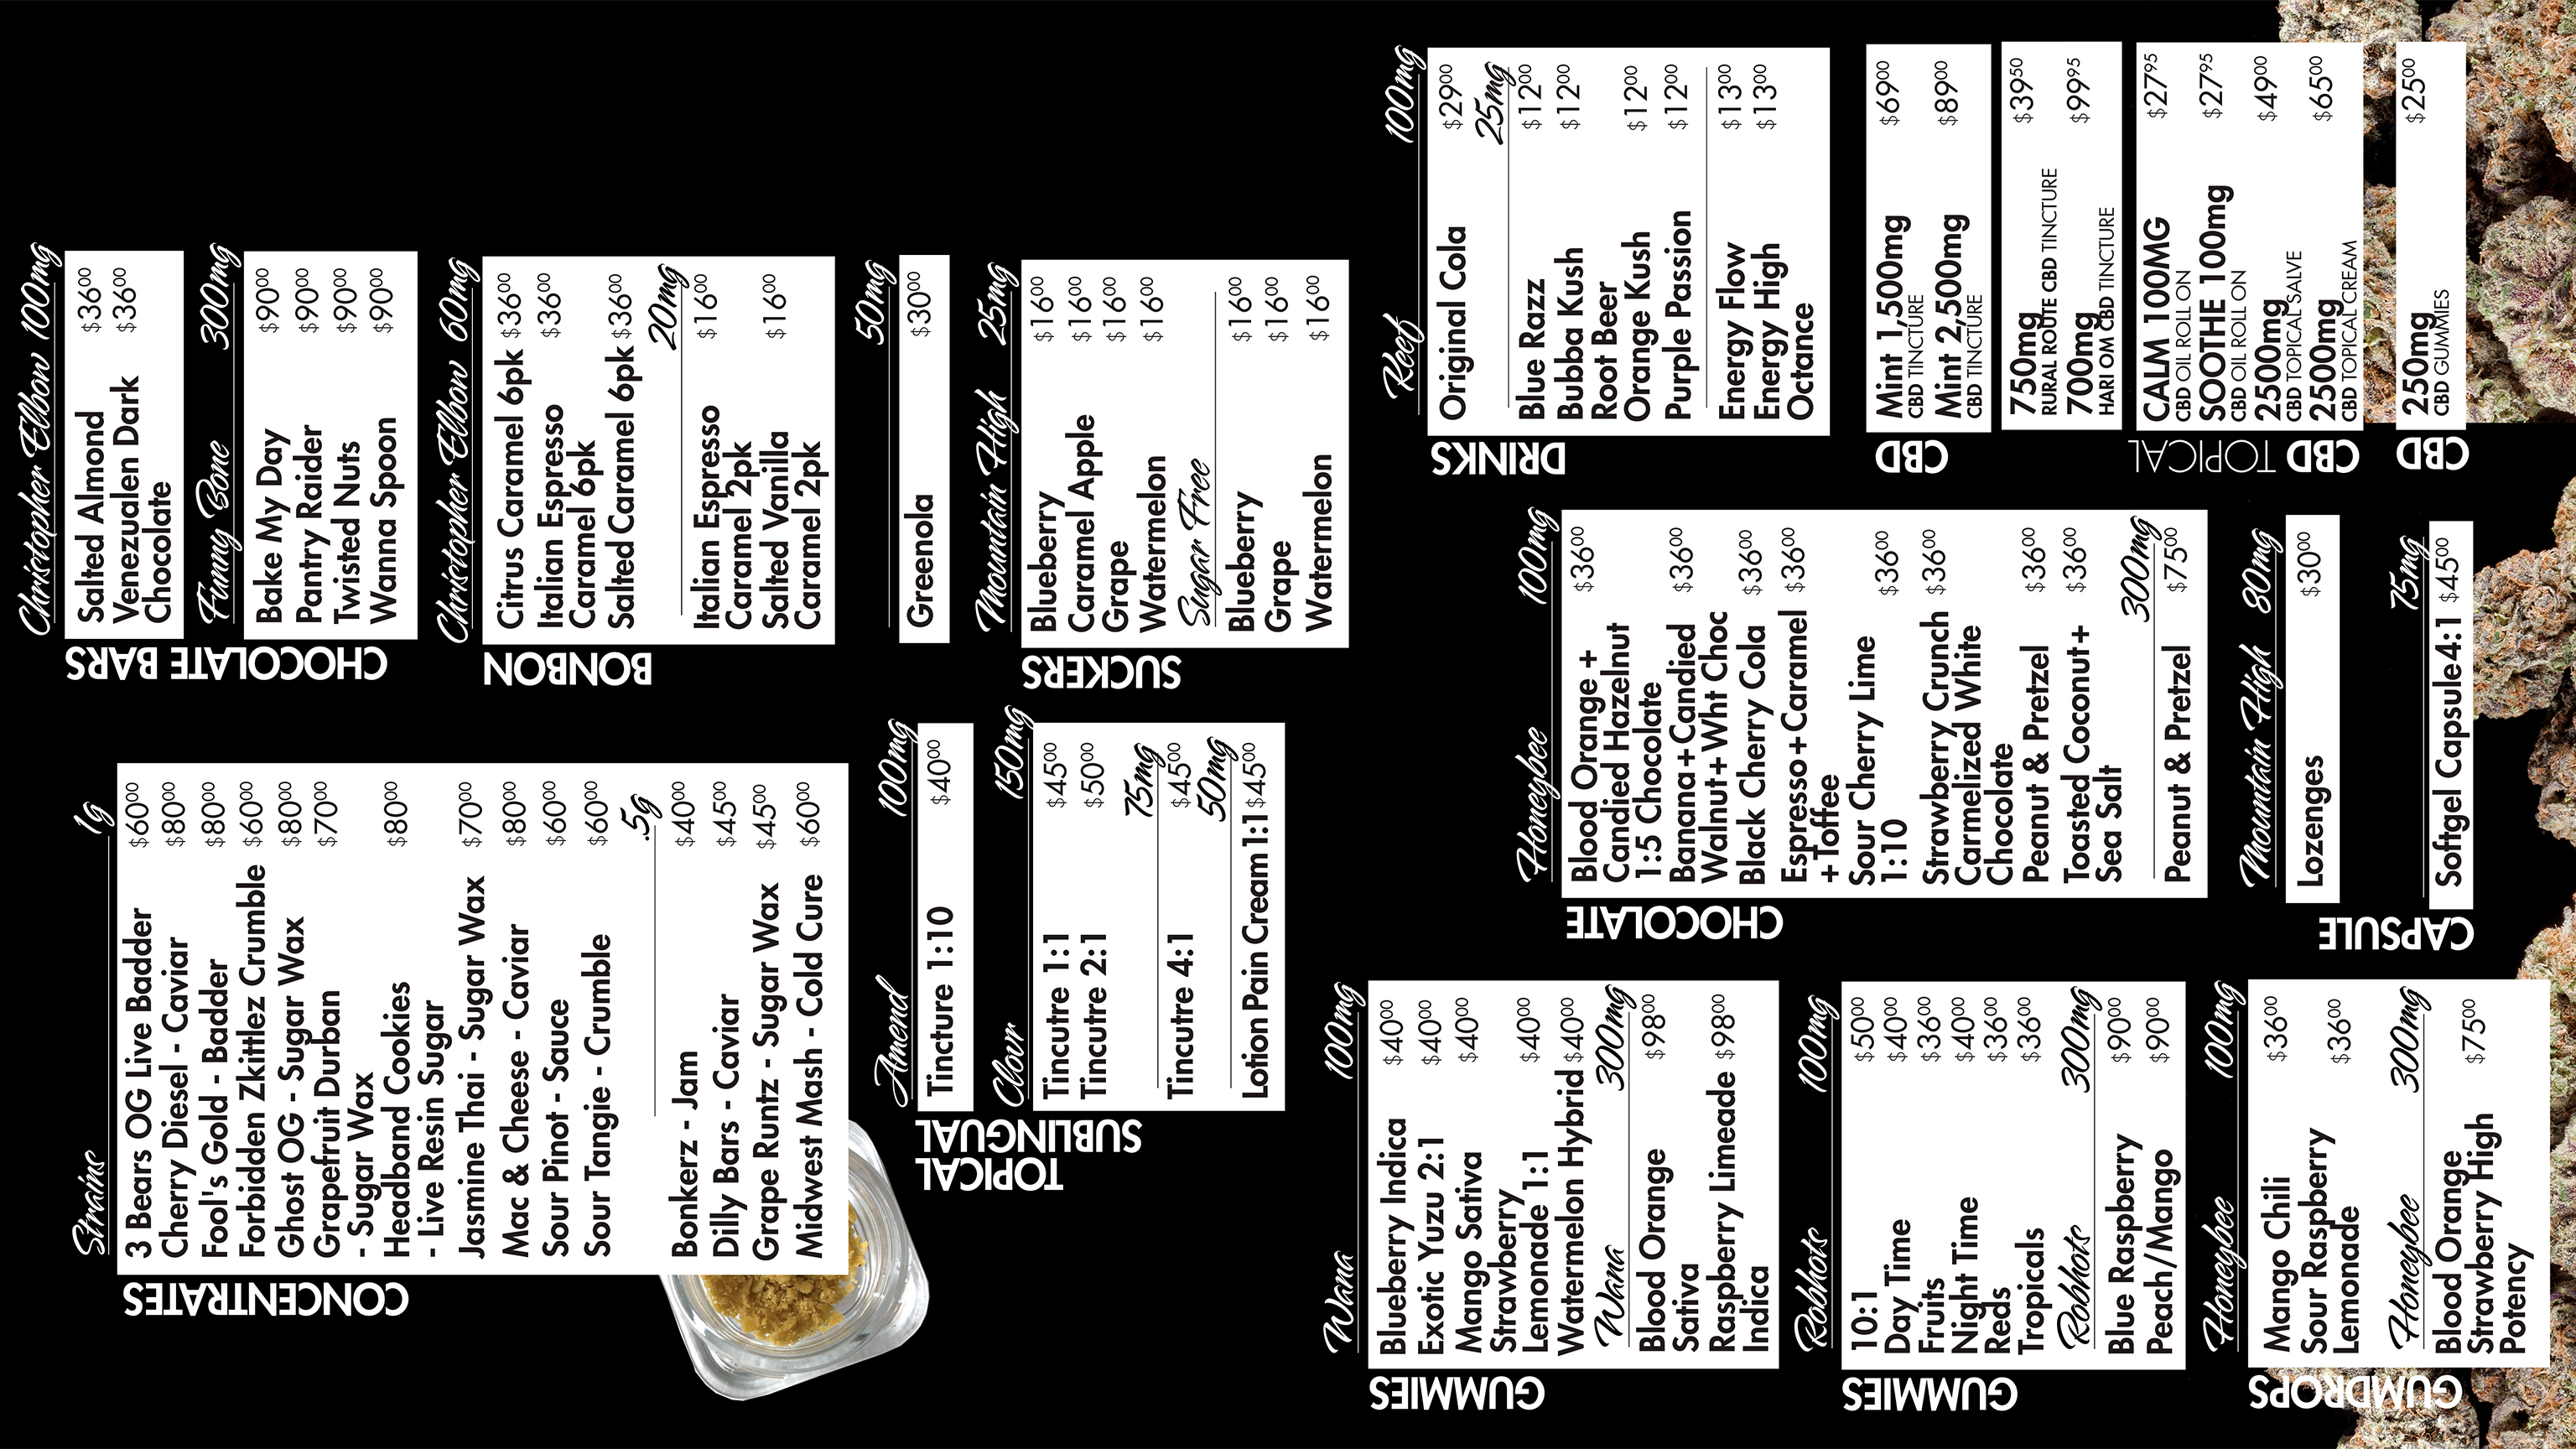 CONCENTRATES
Strains 1g
3 Bears OG Live Badder $60⁰⁰
Cherry Diesel - Caviar $80⁰⁰
Fool's Gold - Badder $80⁰⁰
Forbidden Zkittlez Crumble $60⁰⁰
Ghost OG - Sugar Wax $80⁰⁰
Grapefruit Durban $70⁰⁰
- Sugar Wax
Headband Cookies $80⁰⁰
- Live Resin Sugar
Jasmine Thai - Sugar Wax $70⁰⁰
Mac & Cheese - Caviar $80⁰⁰
Sour Pinot - Sauce $60⁰⁰
Sour Tangie - Crumble $60⁰⁰
.5g
Bonkerz - Jam $40⁰⁰
Dilly Bars - Caviar $45⁰⁰
Grape Runtz - Sugar Wax $45⁰⁰
Midwest Mash - Cold Cure $60⁰⁰
TOPICAL
SUBLINGUAL
Amend 100mg
Tincture 1:10 $40⁰⁰
Clovr 150mg
Tincutre 1:1 $45⁰⁰
Tincutre 2:1 $50⁰⁰
75mg
Tincutre 4:1 $45⁰⁰
50mg
Lotion Pain Cream 1:1 $45⁰⁰
CHOCOLATE BARS
Christopher Elbow 100mg
Salted Almond $36⁰⁰
Venezualen Dark $36⁰⁰
Chocolate
Funny Bone 300mg
Bake My Day $90⁰⁰
Pantry Raider $90⁰⁰
Twisted Nuts $90⁰⁰
Wanna Spoon $90⁰⁰
BONBON
Christopher Elbow 60mg
Citrus Caramel 6pk $36⁰⁰
Italian Espresso $36⁰⁰
Caramel 6pk
Salted Caramel 6pk $36⁰⁰
20mg
Italian Espresso $16⁰⁰
Caramel 2pk
Salted Vanilla $16⁰⁰
Caramel 2pk
50mg
Greenola $30⁰⁰
SUCKERS
Mountain High 25mg
Blueberry $16⁰⁰
Caramel Apple $16⁰⁰
Grape $16⁰⁰
Watermelon $16⁰⁰
Sugar Free
Blueberry $16⁰⁰
Grape $16⁰⁰
Watermelon $16⁰⁰
GUMMIES
Wana 100mg
Blueberry Indica $40⁰⁰
Exotic Yuzu 2:1 $40⁰⁰
Mango Sativa $40⁰⁰
Strawberry
Lemonade 1:1 $40⁰⁰
Watermelon Hybrid $40⁰⁰
Wana 300mg
Blood Orange $98⁰⁰
Sativa
Raspberry Limeade $98⁰⁰
Indica
GUMMIES
Robhots 100mg
10:1 $50⁰⁰
Day Time $40⁰⁰
Fruits $36⁰⁰
Night Time $40⁰⁰
Reds $36⁰⁰
Tropicals $36⁰⁰
Robhots 300mg
Blue Raspberry $90⁰⁰
Peach/Mango $90⁰⁰
GUMDROPS
Honeybee 100mg
Mango Chili $36⁰⁰
Sour Raspberry
Lemonade $36⁰⁰
Honeybee 300mg
Blood Orange
Strawberry High $75⁰⁰
Potency
CHOCOLATE
Honeybee 100mg
Blood Orange + $36⁰⁰
Candied Hazelnut
1:5 Chocolate
Banana+Candied $36⁰⁰
Walnut+Wht Choc
Black Cherry Cola $36⁰⁰
Espresso+Caramel $36⁰⁰
+Toffee
Sour Cherry Lime $36⁰⁰
1:10
Strawberry Crunch $36⁰⁰
Carmelized White
Chocolate
Peanut & Pretzel $36⁰⁰
Toasted Coconut+ $36⁰⁰
Sea Salt
300mg
Peanut & Pretzel $75⁰⁰
Mountain High 80mg
Lozenges $30⁰⁰
CAPSULE
75mg
Softgel Capsule4:1 $45⁰⁰
DRINKS
Keef 100mg
Original Cola $29⁰⁰
25mg
Blue Razz $12⁰⁰
Bubba Kush $12⁰⁰
Root Beer
Orange Kush $12⁰⁰
Purple Passion $12⁰⁰
Energy Flow $13⁰⁰
Energy High $13⁰⁰
Octance
CBD
Mint 1,500mg $69⁰⁰
CBD TINCTURE
Mint 2,500mg $89⁰⁰
CBD TINCTURE
750mg $39⁵⁰
RURAL ROUTE CBD TINCTURE
700mg $99⁹⁵
HARI OM CBD TINCTURE
CBD TOPICAL
CALM 100MG $27⁹⁵
CBD OIL ROLL ON
SOOTHE 100mg $27⁹⁵
CBD OIL ROLL ON
2500mg $49⁰⁰
CBD TOPICAL SALVE
2500mg $65⁰⁰
CBD TOPICAL CREAM
CBD
250mg $25⁰⁰
CBD GUMMIES